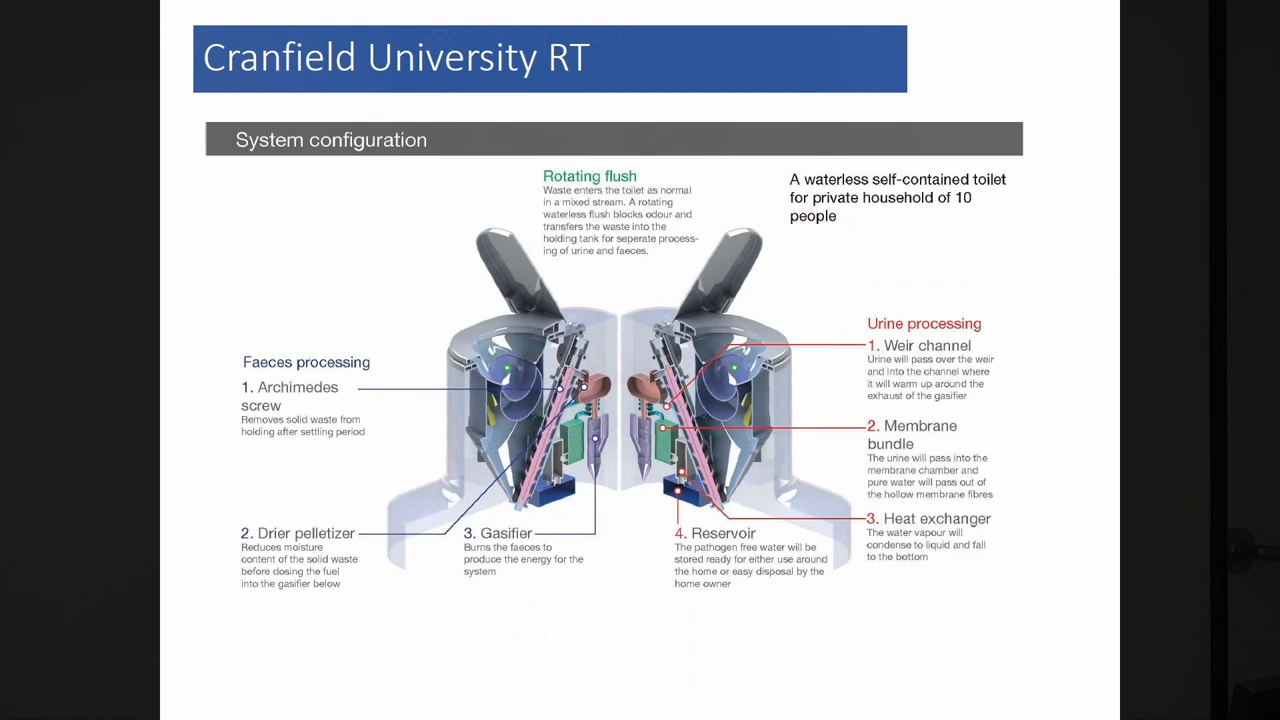 Cranfield University RT
System configuration
Rotating flush
Waste enters the toilet as normal
in a mixed stream. A rotating
waterless flush blocks odour and
transfers the waste into the
holding tank for seperate process-
ing of urine and faeces.
A waterless self-contained toilet
for private household of 10
people
Faeces processing
1. Archimedes
screw
Removes solid waste from
holding after settling period
2. Drier pelletizer
Reduces moisture
content of the solid waste
before dosing the fuel
into the gasifier below
3. Gasifier
Burns the faeces to
produce the energy for the
system
Urine processing
1. Weir channel
Urine will pass over the weir
and into the channel where
it will warm up around the
exhaust of the gasifier
2. Membrane
bundle
The urine will pass into the
membrane chamber and
pure water will pass out of
the hollow membrane fibres
3. Heat exchanger
The water vapour will
condense to liquid and fall
to the bottom
4. Reservoir
The pathogen free water will be
stored ready for either use around
the home or easy disposal by the
home owner